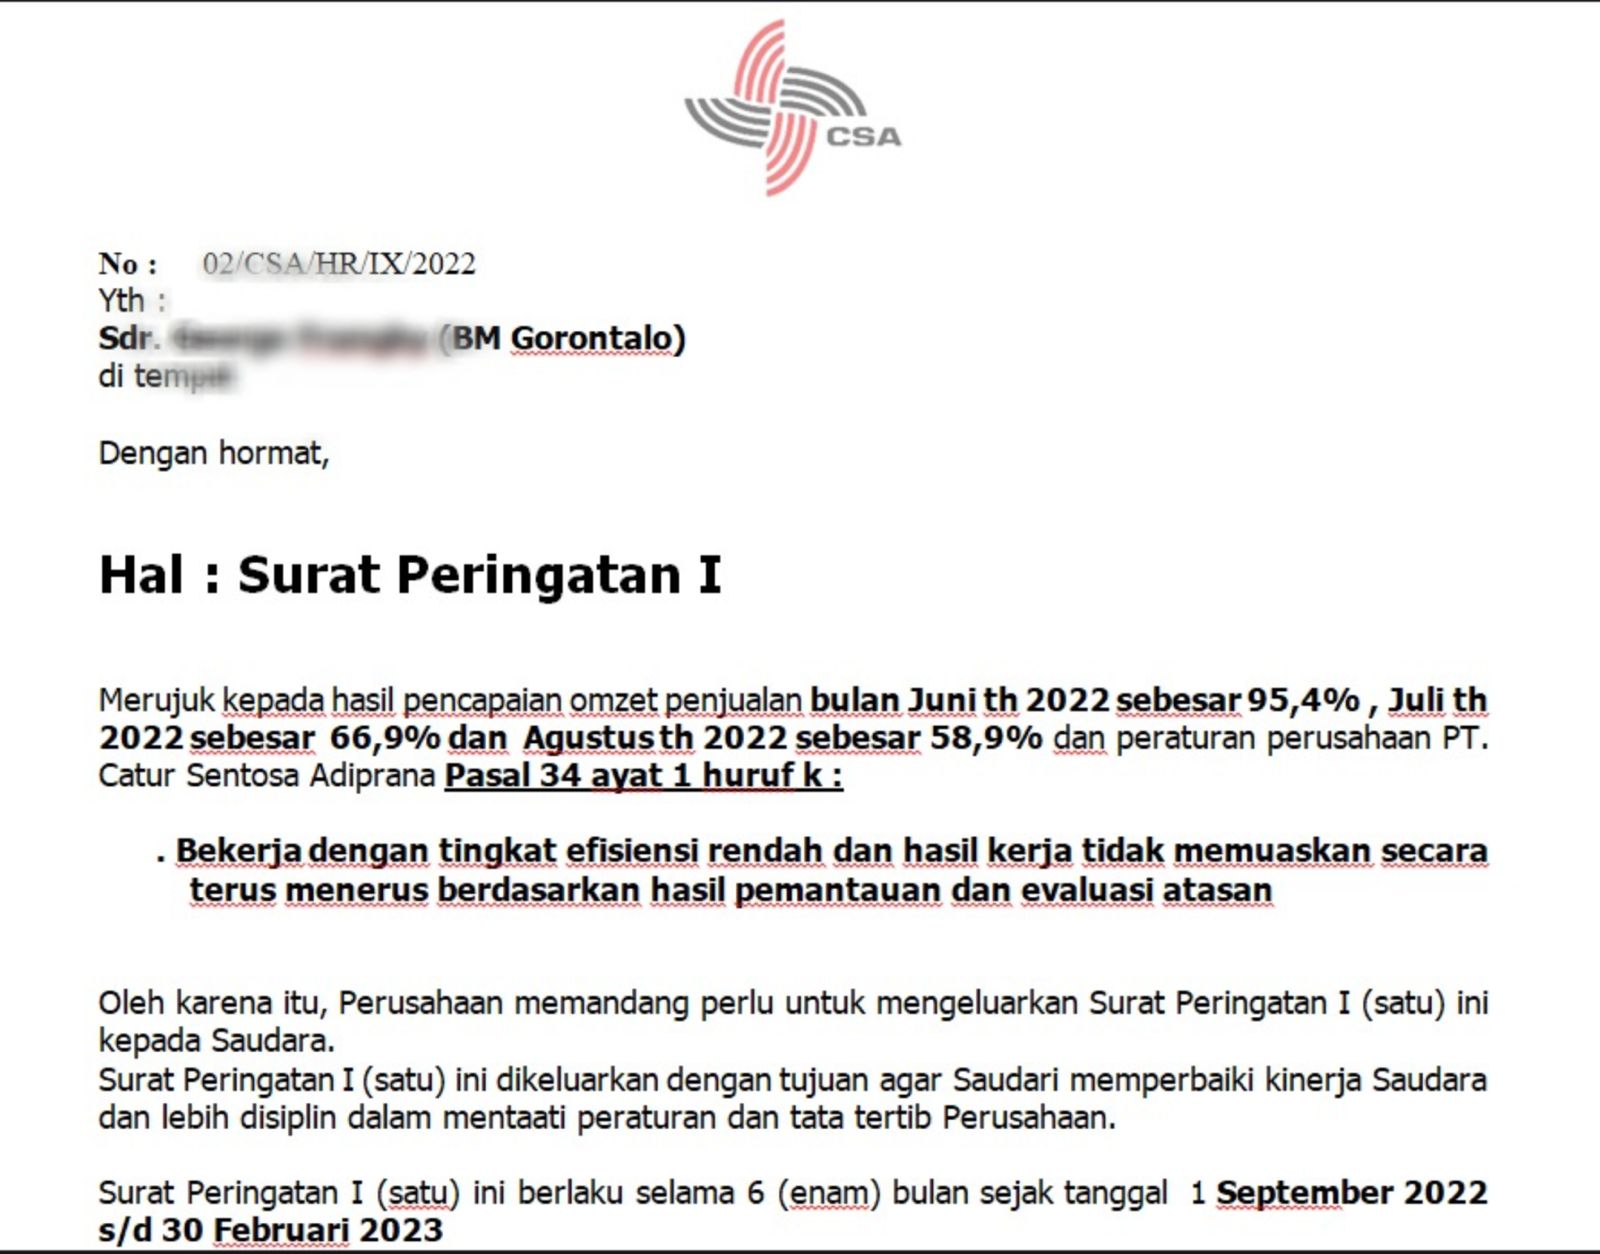 CSA
No : 02/CSA/HR/IX/2022
Yth :
Sdr. (BM Gorontalo)
di tempat
Dengan hormat,
Hal : Surat Peringatan I
Merujuk kepada hasil pencapaian omzet penjualan bulan Juni th 2022 sebesar 95,4% , Juli th
2022 sebesar 66,9% dan Agustus th 2022 sebesar 58,9% dan peraturan perusahaan PT.
Catur Sentosa Adiprana Pasal 34 ayat 1 huruf k :
. Bekerja dengan tingkat efisiensi rendah dan hasil kerja tidak memuaskan secara
terus menerus berdasarkan hasil pemantauan dan evaluasi atasan
Oleh karena itu, Perusahaan memandang perlu untuk mengeluarkan Surat Peringatan I (satu) ini
kepada Saudara.
Surat Peringatan I (satu) ini dikeluarkan dengan tujuan agar Saudari memperbaiki kinerja Saudara
dan lebih disiplin dalam mentaati peraturan dan tata tertib Perusahaan.
Surat Peringatan I (satu) ini berlaku selama 6 (enam) bulan sejak tanggal 1 September 2022
s/d 30 Februari 2023